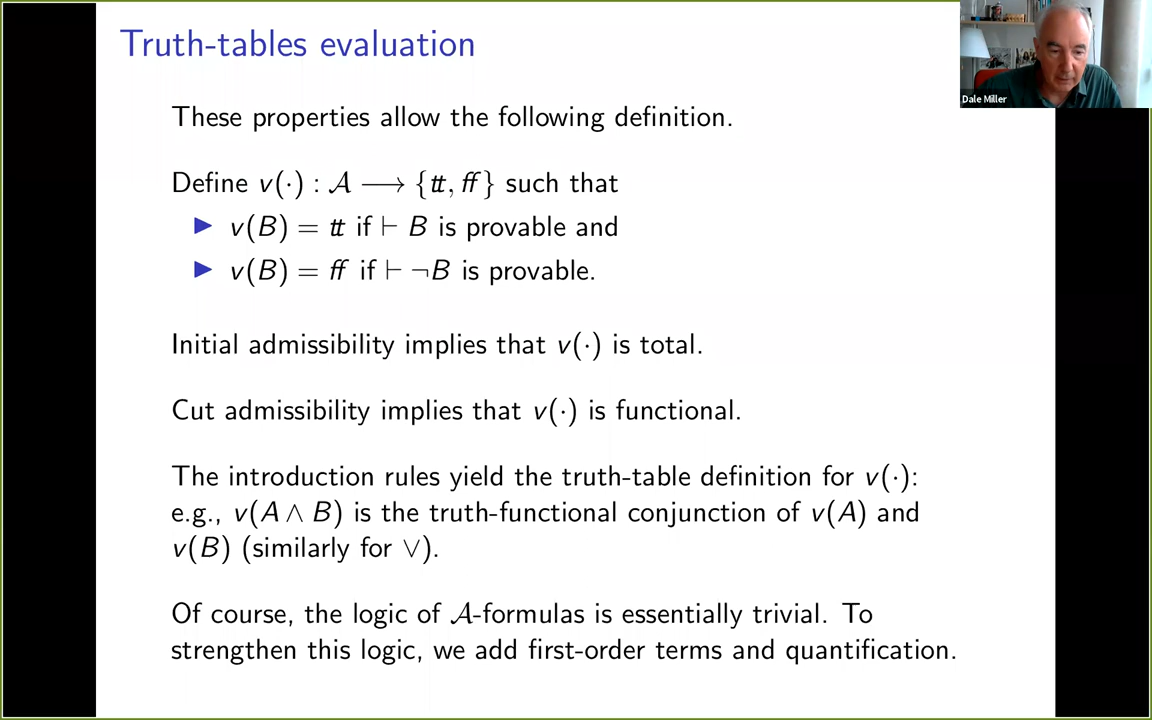 Truth-tables evaluation
Dale Miller
These properties allow the following definition.
Define v(·) : 𝒜 ⟶ {tt, ff} such that
▶ v(B) = tt if ⊢ B is provable and
▶ v(B) = ff if ⊢ ¬B is provable.
Initial admissibility implies that v(·) is total.
Cut admissibility implies that v(·) is functional.
The introduction rules yield the truth-table definition for v(·):
e.g., v(A ∧ B) is the truth-functional conjunction of v(A) and
v(B) (similarly for ∨).
Of course, the logic of 𝒜-formulas is essentially trivial. To
strengthen this logic, we add first-order terms and quantification.